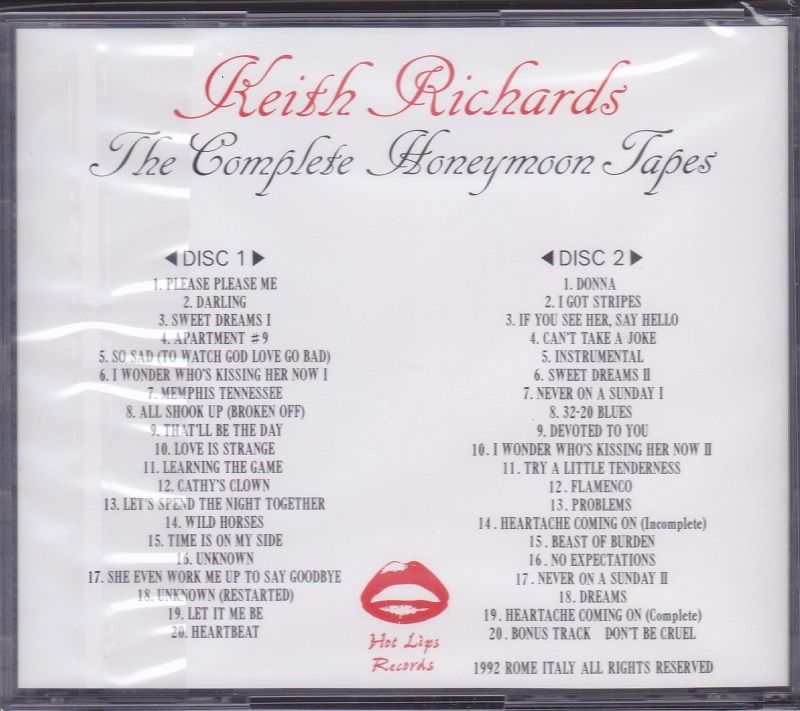 Keith Richards
The Complete Honeymoon Tapes
◀DISC 1▶
1. PLEASE PLEASE ME
2. DARLING
3. SWEET DREAMS I
4. APARTMENT #9
5. SO SAD (TO WATCH GOD LOVE GO BAD)
6. I WONDER WHO'S KISSING HER NOW I
7. MEMPHIS TENNESSEE
8. ALL SHOOK UP (BROKEN OFF)
9. THAT'LL BE THE DAY
10. LOVE IS STRANGE
11. LEARNING THE GAME
12. CATHY'S CLOWN
13. LET'S SPEND THE NIGHT TOGETHER
14. WILD HORSES
15. TIME IS ON MY SIDE
16. UNKNOWN
17. SHE EVEN WORK ME UP TO SAY GOODBYE
18. UNKNOWN (RESTARTED)
19. LET IT ME BE
20. HEARTBEAT
◀DISC 2▶
1. DONNA
2. I GOT STRIPES
3. IF YOU SEE HER, SAY HELLO
4. CAN'T TAKE A JOKE
5. INSTRUMENTAL
6. SWEET DREAMS II
7. NEVER ON A SUNDAY I
8. 32-20 BLUES
9. DEVOTED TO YOU
10. I WONDER WHO'S KISSING HER NOW II
11. TRY A LITTLE TENDERNESS
12. FLAMENCO
13. PROBLEMS
14. HEARTACHE COMING ON (Incomplete)
15. BEAST OF BURDEN
16. NO EXPECTATIONS
17. NEVER ON A SUNDAY II
18. DREAMS
19. HEARTACHE COMING ON (Complete)
20. BONUS TRACK DON'T BE CRUEL
Hot Lips
Records
1992 ROME ITALY ALL RIGHTS RESERVED